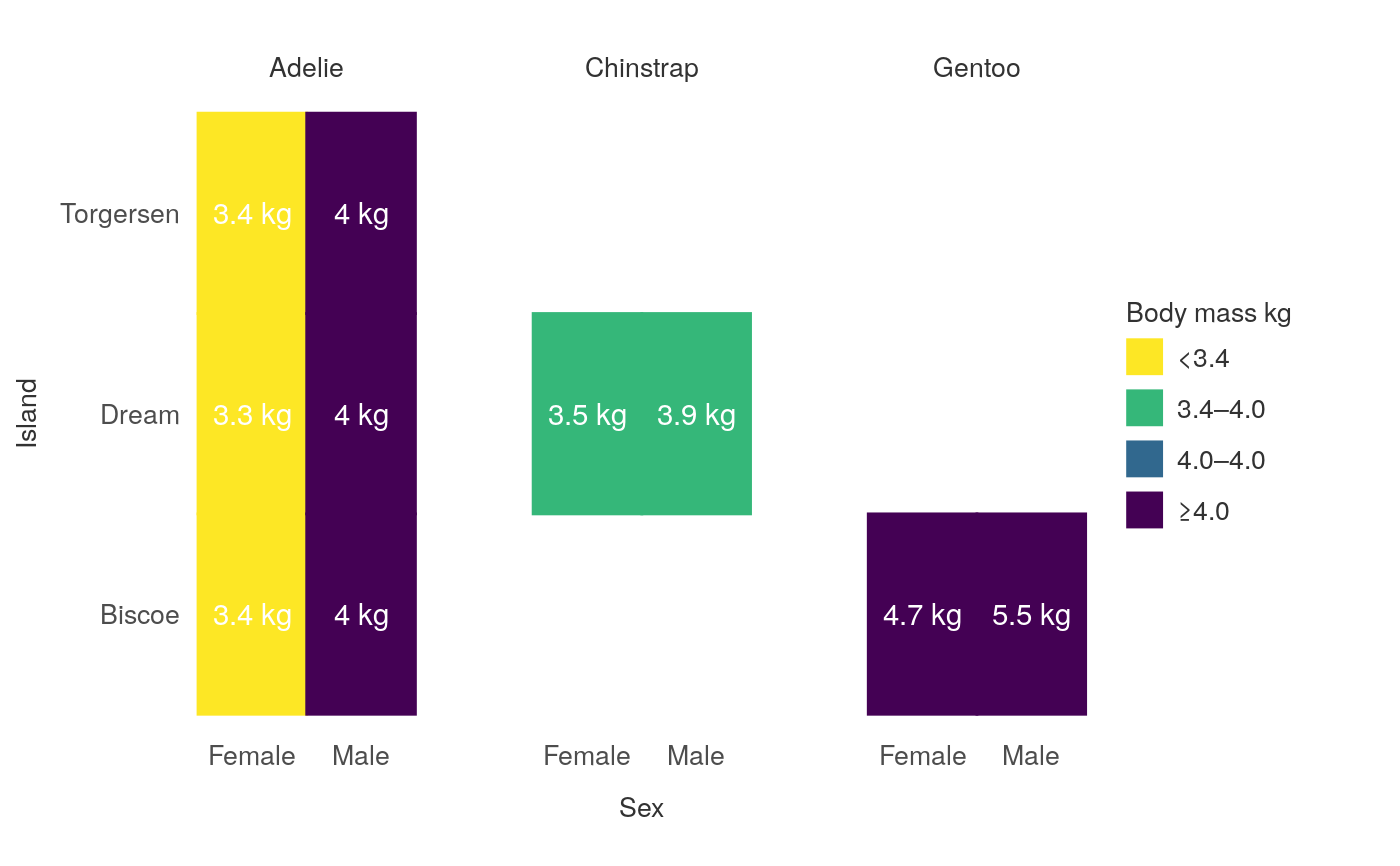 Adelie Chinstrap Gentoo
Torgersen 3.4 kg 4 kg
Dream 3.3 kg 4 kg 3.5 kg 3.9 kg
Biscoe 3.4 kg 4 kg 4.7 kg 5.5 kg
Female Male Female Male Female Male
Sex
Island
Body mass kg
<3.4
3.4–4.0
4.0–4.0
≥4.0